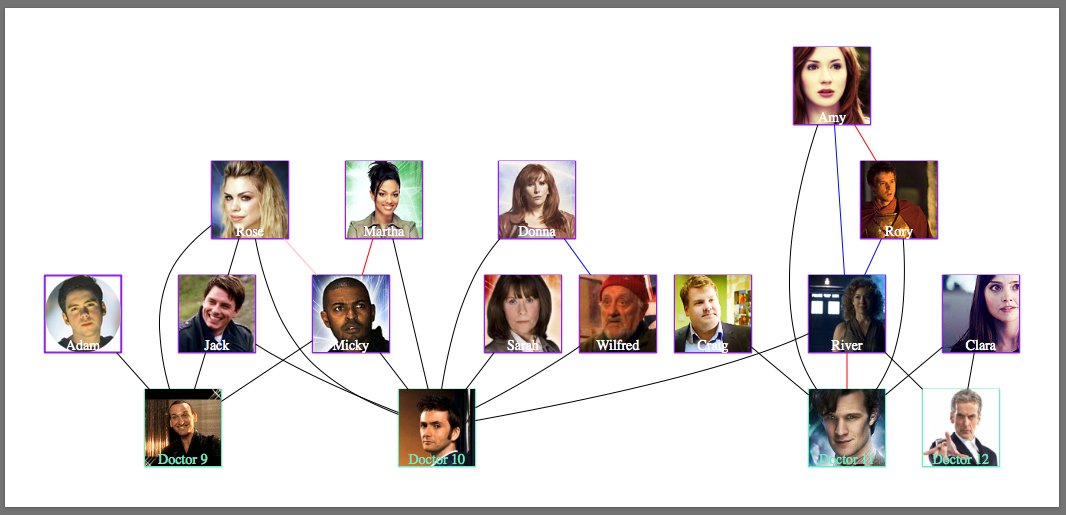 Amy
Rose
Martha
Donna
Rory
Adam
Jack
Micky
Sarah
Wilfred
Craig
River
Clara
Doctor 9
Doctor 10
Doctor 11
Doctor 12